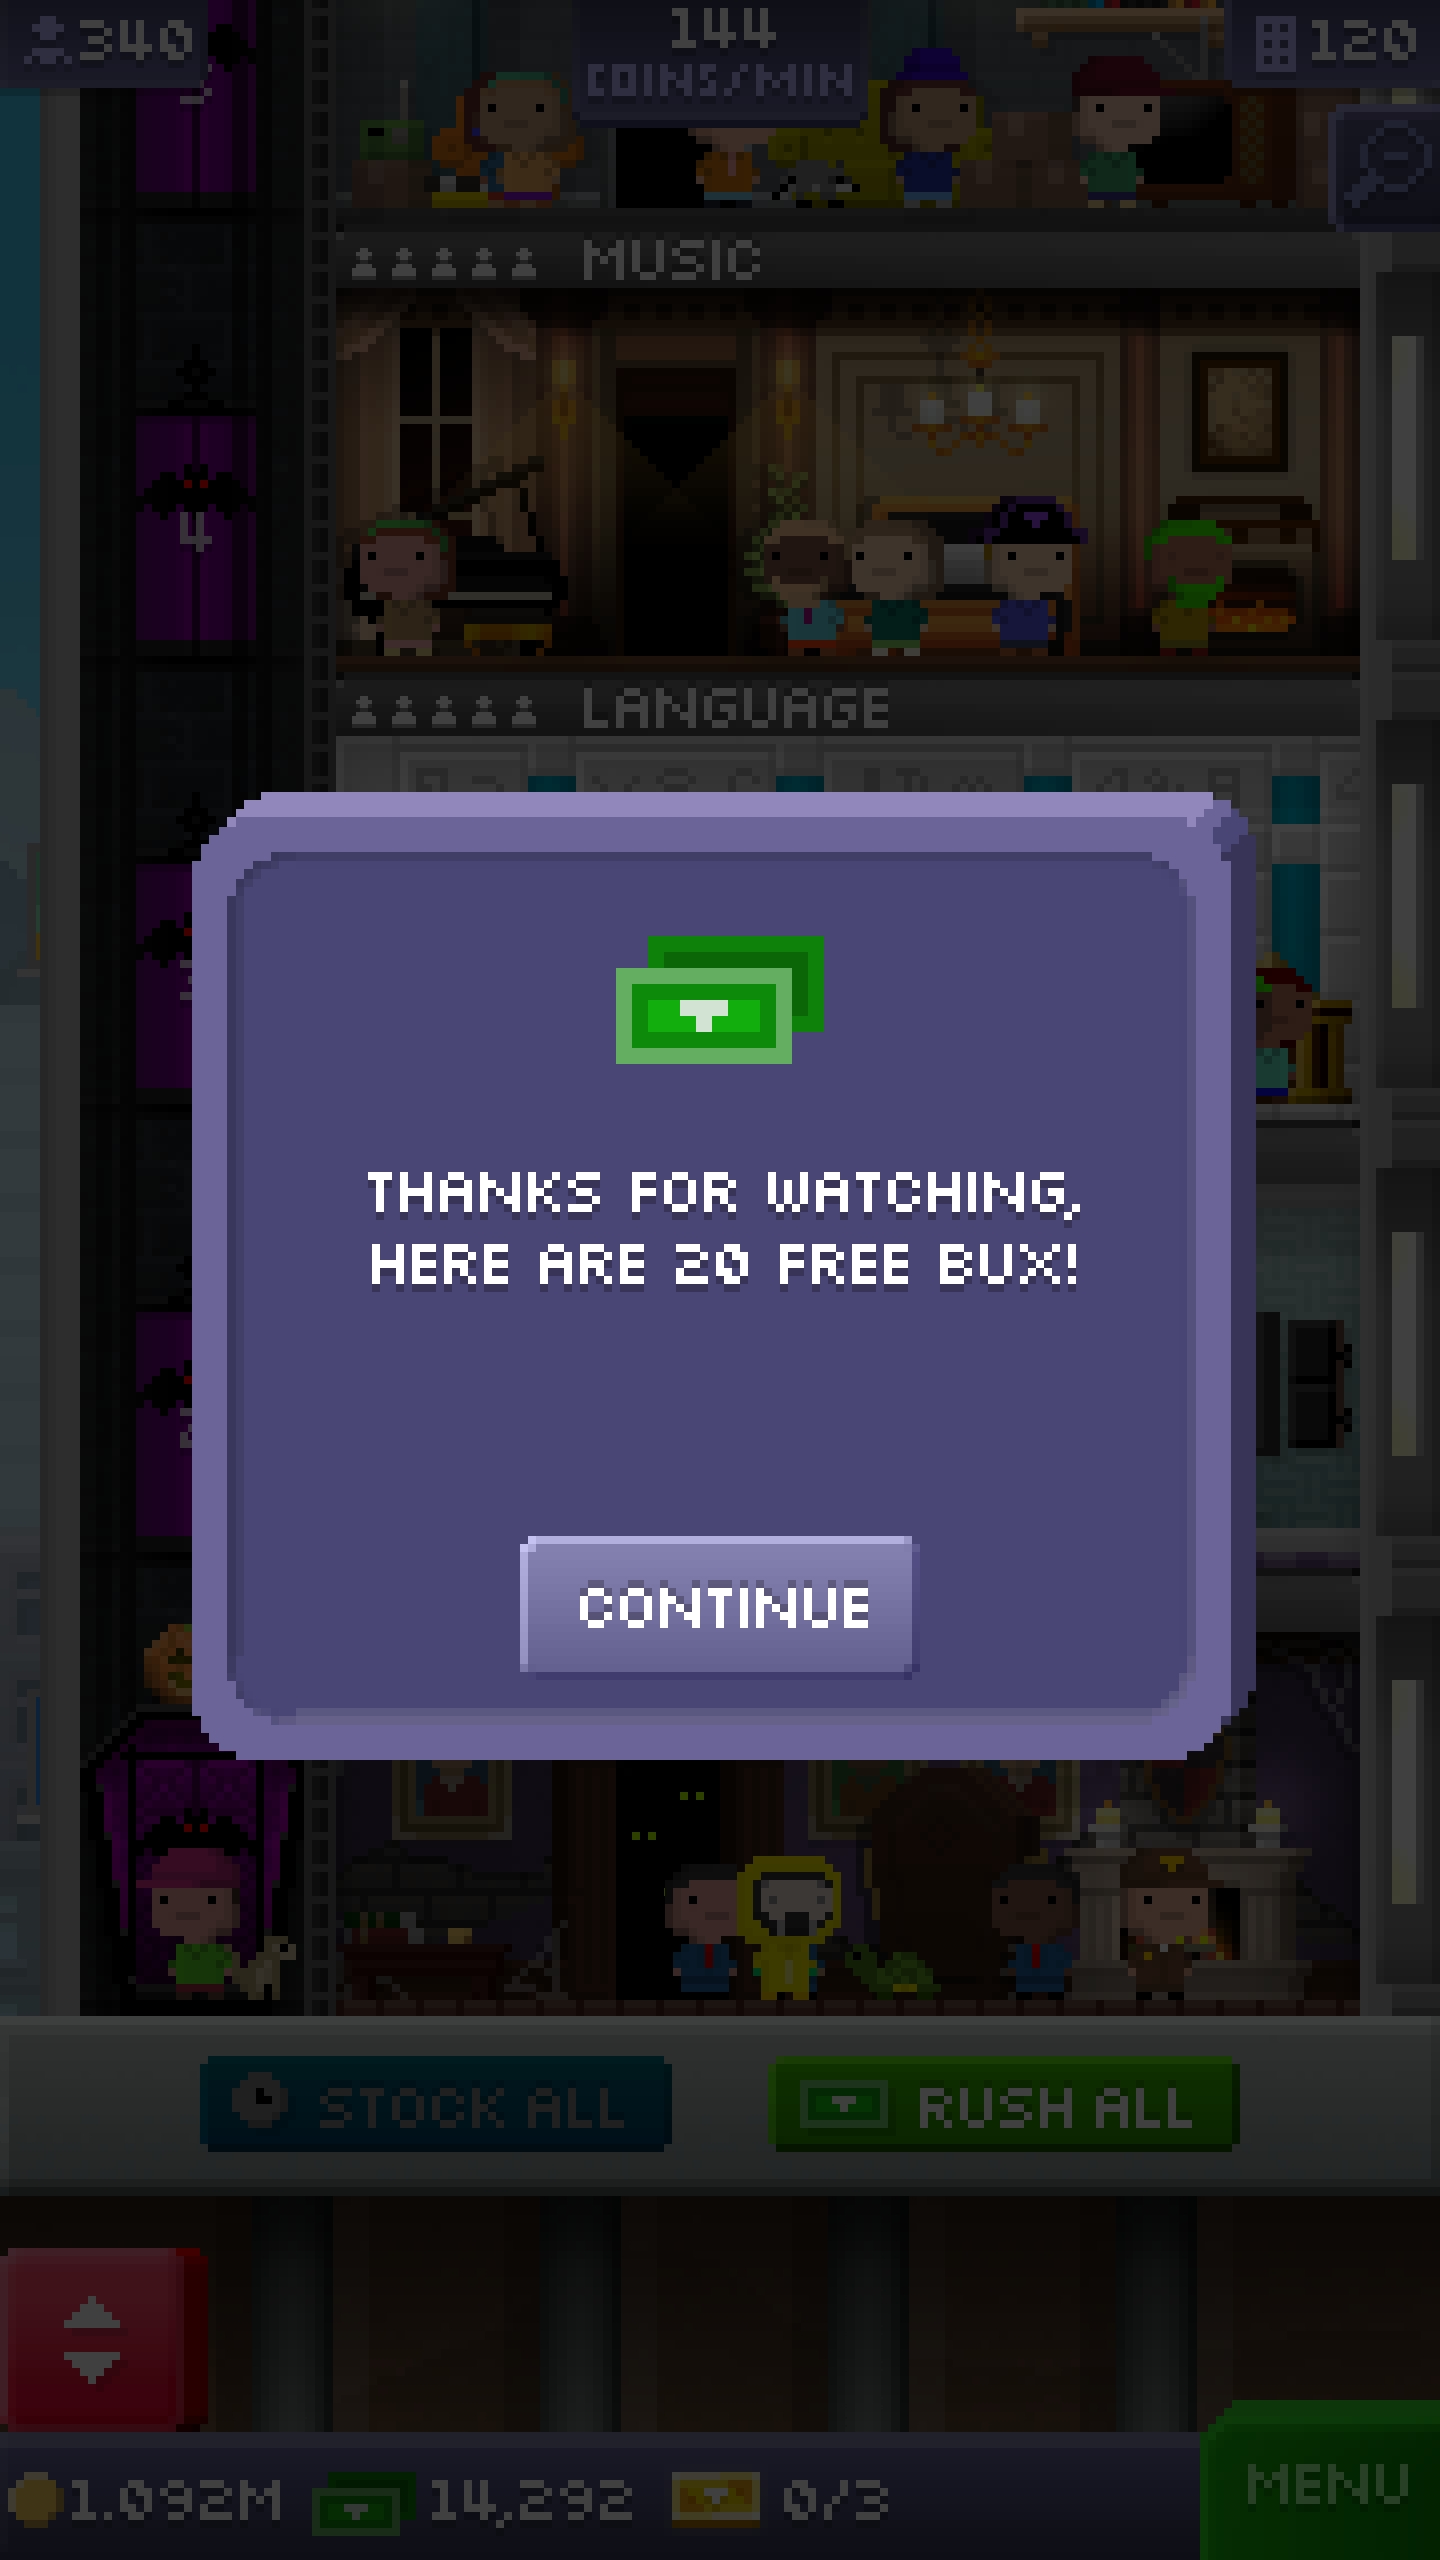 340
144
COINS/MIN
120
MUSIC
4
LANGUAGE
THANKS FOR WATCHING,
HERE ARE 20 FREE BUX!
CONTINUE
STOCK ALL
RUSH ALL
1.092M
14,292
0/3
MENU